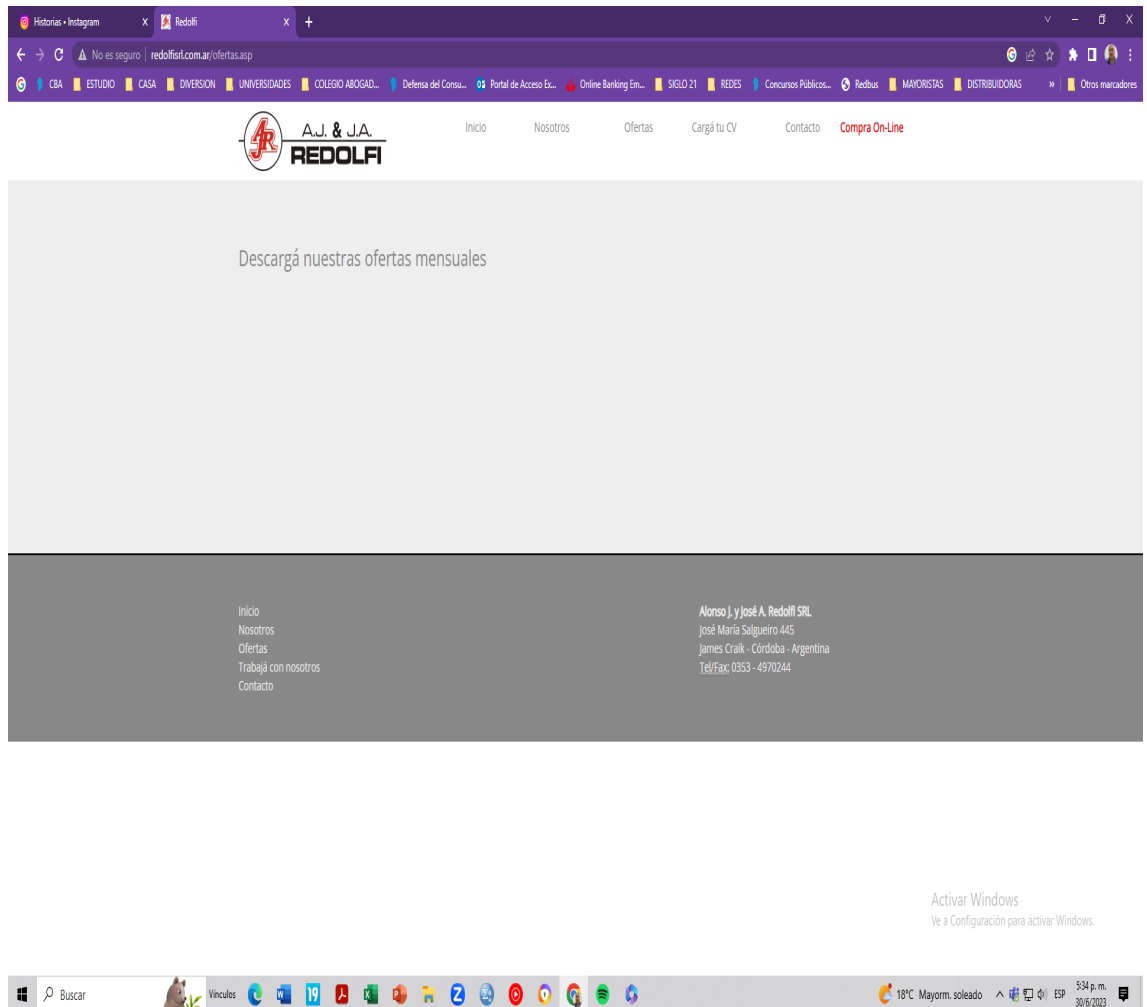 Historias • Instagram
Redolfi
No es seguro | redolfisrl.com.ar/ofertas.asp
CBA ESTUDIO CASA DIVERSION UNIVERSIDADES COLEGIO ABOGAD... Defensa del Consu... Portal de Acceso Ex... Online Banking Em... SIGLO 21 REDES Concursos Públicos... Redbus MAYORISTAS DISTRIBUIDORAS » Otros marcadores
AJR A.J. & J.A.
REDOLFI
Inicio Nosotros Ofertas Cargá tu CV Contacto Compra On-Line
Descargá nuestras ofertas mensuales
Inicio
Nosotros
Ofertas
Trabajá con nosotros
Contacto
Alonso J. y José A. Redolfi SRL
José María Salgueiro 445
James Craik - Córdoba - Argentina
Tel/Fax: 0353 - 4970244
Activar Windows
Ve a Configuración para activar Windows.
Buscar Vínculos 18°C Mayorm. soleado ESP 5:34 p. m.
30/6/2023